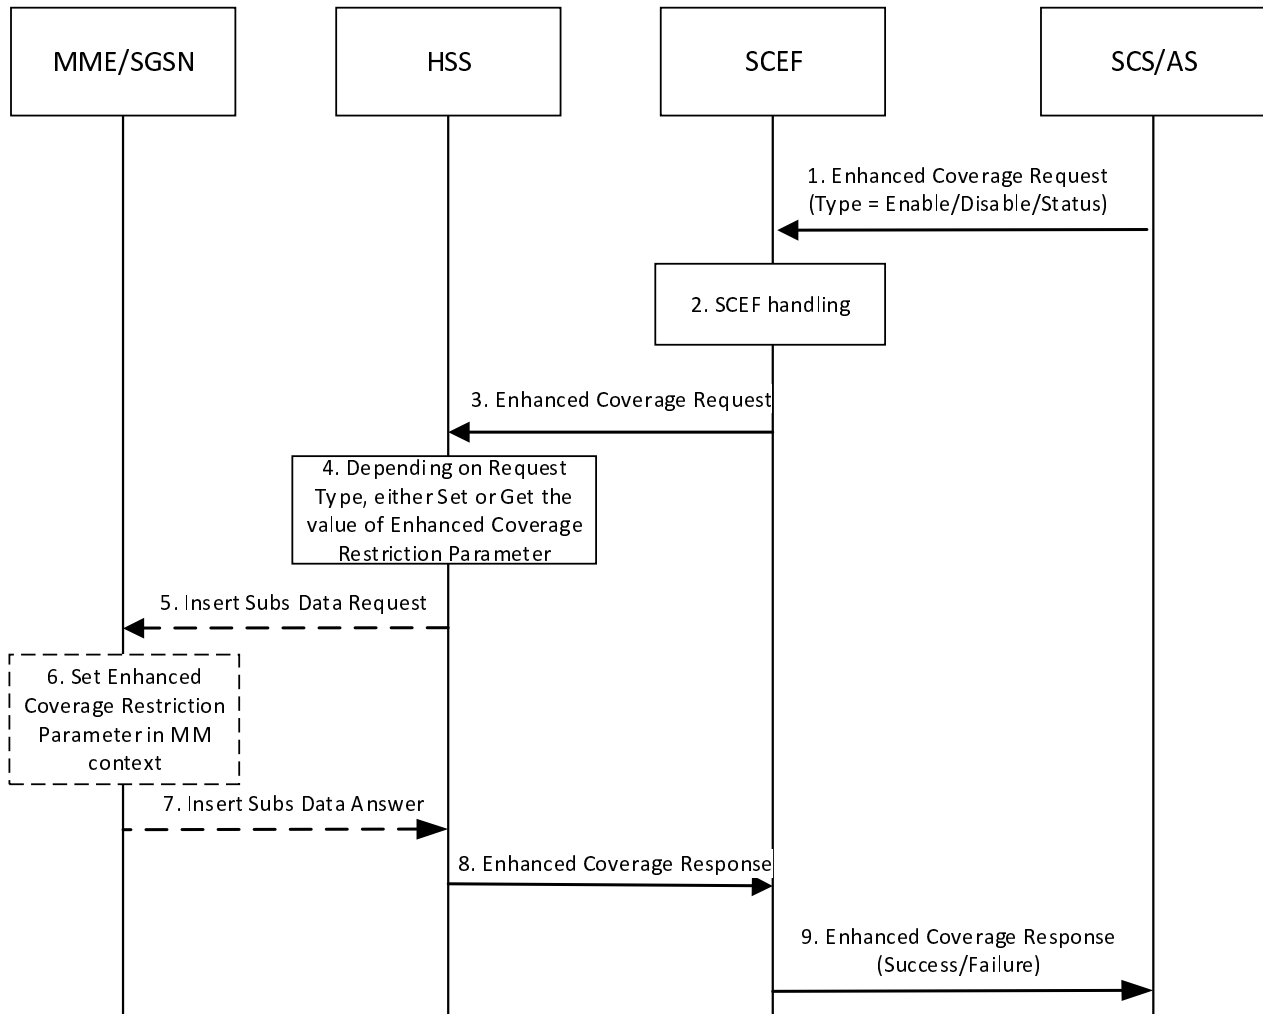 MME/SGSN
HSS
SCEF
SCS/AS
1. Enhanced Coverage Request
(Type = Enable/Disable/Status)
2. SCEF handling
3. Enhanced Coverage Request
4. Depending on Request
Type, either Set or Get the
value of Enhanced Coverage
Restriction Parameter
5. Insert Subs Data Request
6. Set Enhanced
Coverage Restriction
Parameter in MM
context
7. Insert Subs Data Answer
8. Enhanced Coverage Response
9. Enhanced Coverage Response
(Success/Failure)